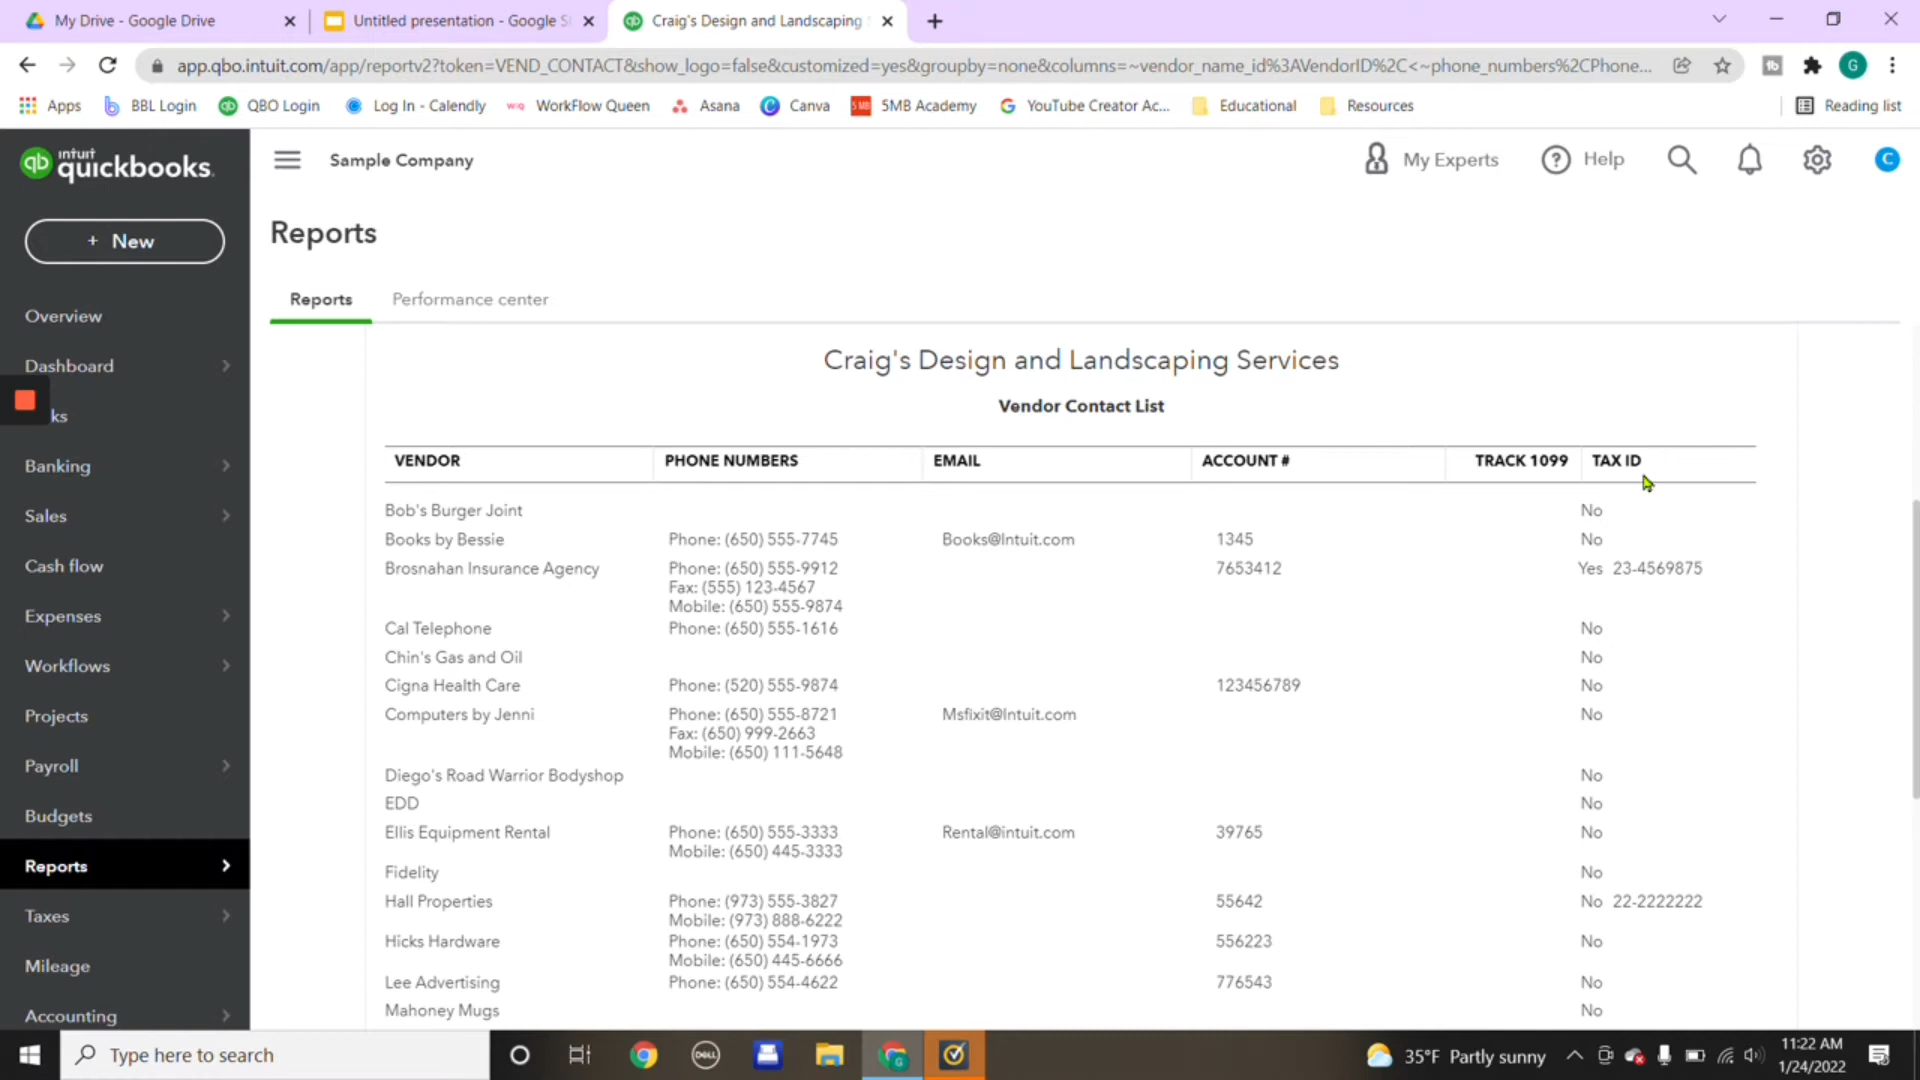 My Drive - Google Drive
Untitled presentation - Google S
Craig's Design and Landscaping S
app.qbo.intuit.com/app/reportv2?token=VEND_CONTACT&show_logo=false&customized=yes&groupby=none&columns=~vendor_name_id%3AVendorID%2C<~phone_numbers%2CPhone...
G
Apps
BBL Login
QBO Login
Log In - Calendly
WorkFlow Queen
Asana
Canva
5MB Academy
YouTube Creator Ac...
Educational
Resources
Reading list
intuit
quickbooks.
Sample Company
My Experts
Help
C
+ New
Reports
Reports
Performance center
Overview
Dashboard
ks
Banking
Sales
Cash flow
Expenses
Workflows
Projects
Payroll
Budgets
Reports
Taxes
Mileage
Accounting
Craig's Design and Landscaping Services
Vendor Contact List
VENDOR PHONE NUMBERS EMAIL ACCOUNT # TRACK 1099 TAX ID
Bob's Burger Joint No
Books by Bessie Phone: (650) 555-7745 Books@Intuit.com 1345 No
Brosnahan Insurance Agency Phone: (650) 555-9912 7653412 Yes 23-4569875
Fax: (555) 123-4567
Mobile: (650) 555-9874
Cal Telephone Phone: (650) 555-1616 No
Chin's Gas and Oil No
Cigna Health Care Phone: (520) 555-9874 123456789 No
Computers by Jenni Phone: (650) 555-8721 Msfixit@Intuit.com No
Fax: (650) 999-2663
Mobile: (650) 111-5648
Diego's Road Warrior Bodyshop No
EDD No
Ellis Equipment Rental Phone: (650) 555-3333 Rental@intuit.com 39765 No
Mobile: (650) 445-3333
Fidelity No
Hall Properties Phone: (973) 555-3827 55642 No 22-2222222
Mobile: (973) 888-6222
Hicks Hardware Phone: (650) 554-1973 556223 No
Mobile: (650) 445-6666
Lee Advertising Phone: (650) 554-4622 776543 No
Mahoney Mugs No
Type here to search
DELL
35°F Partly sunny
11:22 AM
1/24/2022